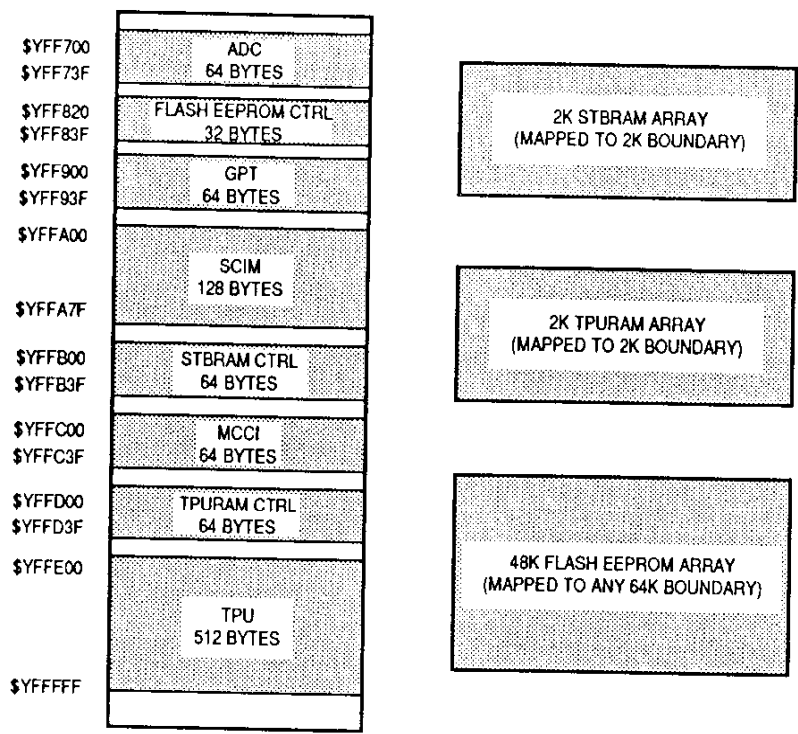 $YFF700
ADC
$YFF73F
64 BYTES
$YFF820
FLASH EEPROM CTRL
$YFF83F
32 BYTES
$YFF900
GPT
$YFF93F
64 BYTES
$YFFA00
SCIM
128 BYTES
$YFFA7F
$YFFB00
STBRAM CTRL
$YFFB3F
64 BYTES
$YFFC00
MCCI
$YFFC3F
64 BYTES
$YFFD00
TPURAM CTRL
$YFFD3F
64 BYTES
$YFFE00
TPU
512 BYTES
$YFFFFF
2K STBRAM ARRAY
(MAPPED TO 2K BOUNDARY)
2K TPURAM ARRAY
(MAPPED TO 2K BOUNDARY)
48K FLASH EEPROM ARRAY
(MAPPED TO ANY 64K BOUNDARY)